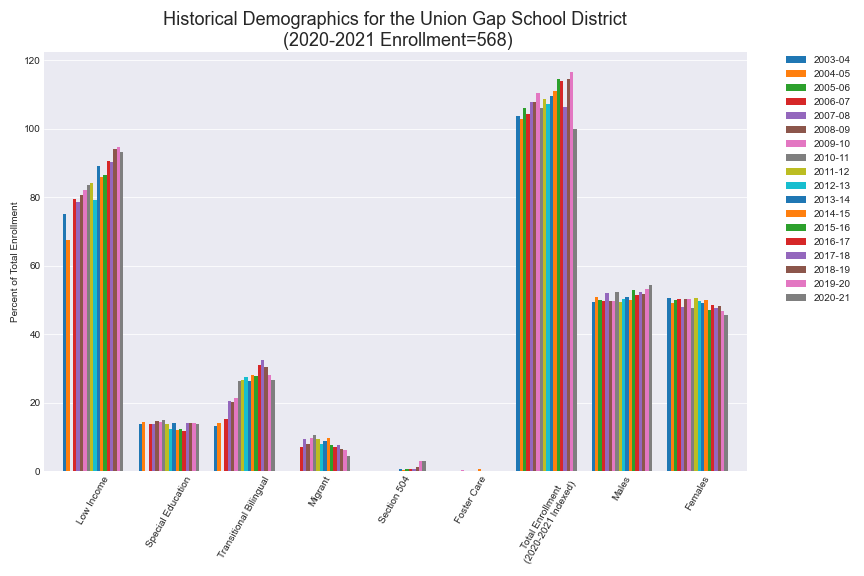 Historical Demographics for the Union Gap School District
(2020-2021 Enrollment=568)
Percent of Total Enrollment
120
100
80
60
40
20
0
Low Income
Special Education
Transitional Bilingual
Migrant
Section 504
Foster Care
Total Enrollment
(2020-2021 Indexed)
Males
Females
2003-04
2004-05
2005-06
2006-07
2007-08
2008-09
2009-10
2010-11
2011-12
2012-13
2013-14
2014-15
2015-16
2016-17
2017-18
2018-19
2019-20
2020-21